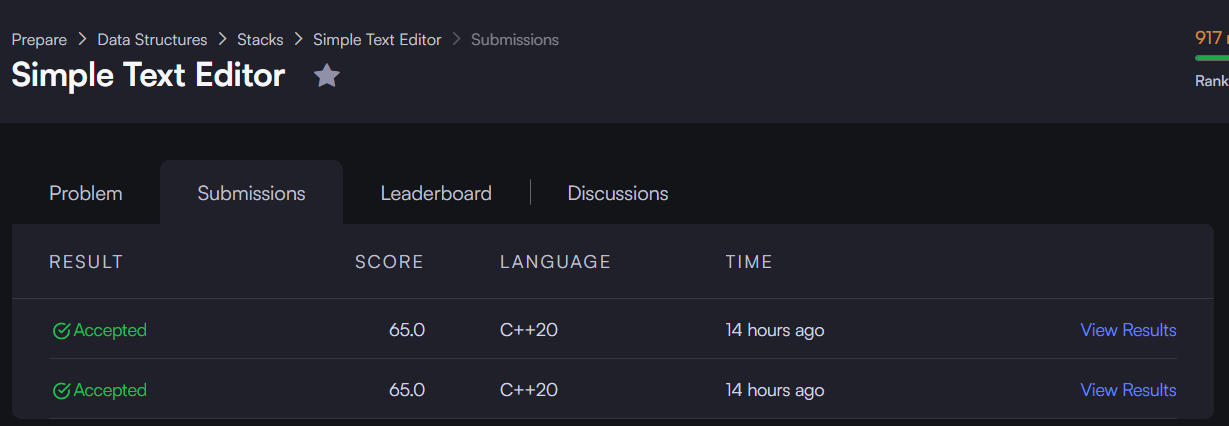 Prepare > Data Structures > Stacks > Simple Text Editor > Submissions
917
Simple Text Editor
Rank
Problem Submissions Leaderboard Discussions
RESULT SCORE LANGUAGE TIME
Accepted 65.0 C++20 14 hours ago View Results
Accepted 65.0 C++20 14 hours ago View Results